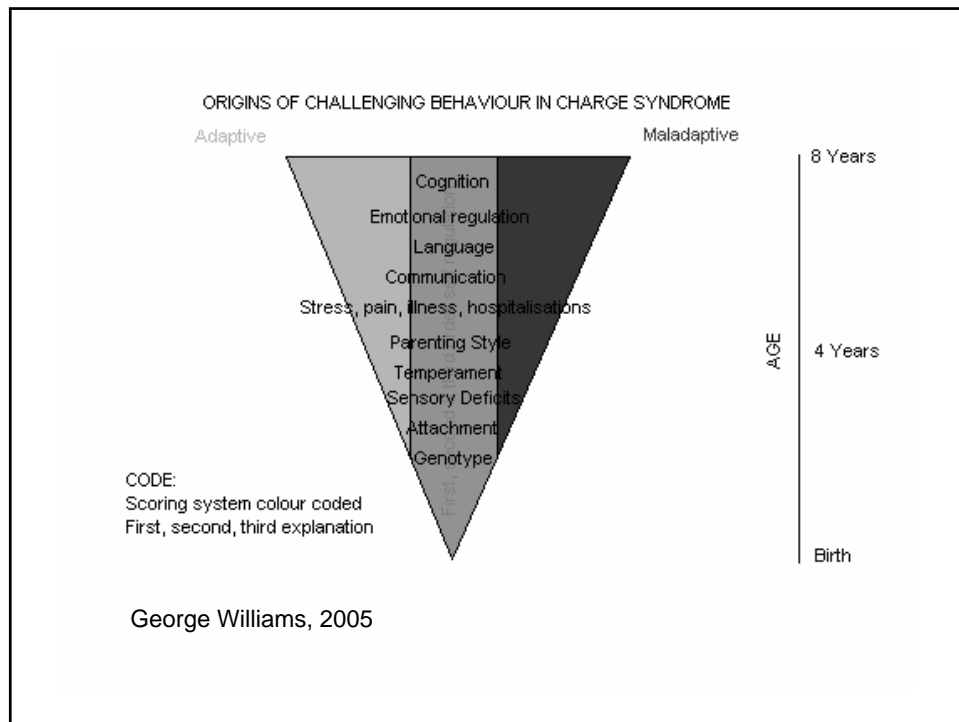 ORIGINS OF CHALLENGING BEHAVIOUR IN CHARGE SYNDROME
Adaptive
Maladaptive
Cognition
Emotional regulation
Language
Communication
Stress, pain, illness, hospitalisations
Parenting Style
Temperament
Sensory Deficits
Attachment
Genotype
First,
8 Years
4 Years
Birth
AGE
CODE:
Scoring system colour coded
First, second, third explanation
George Williams, 2005